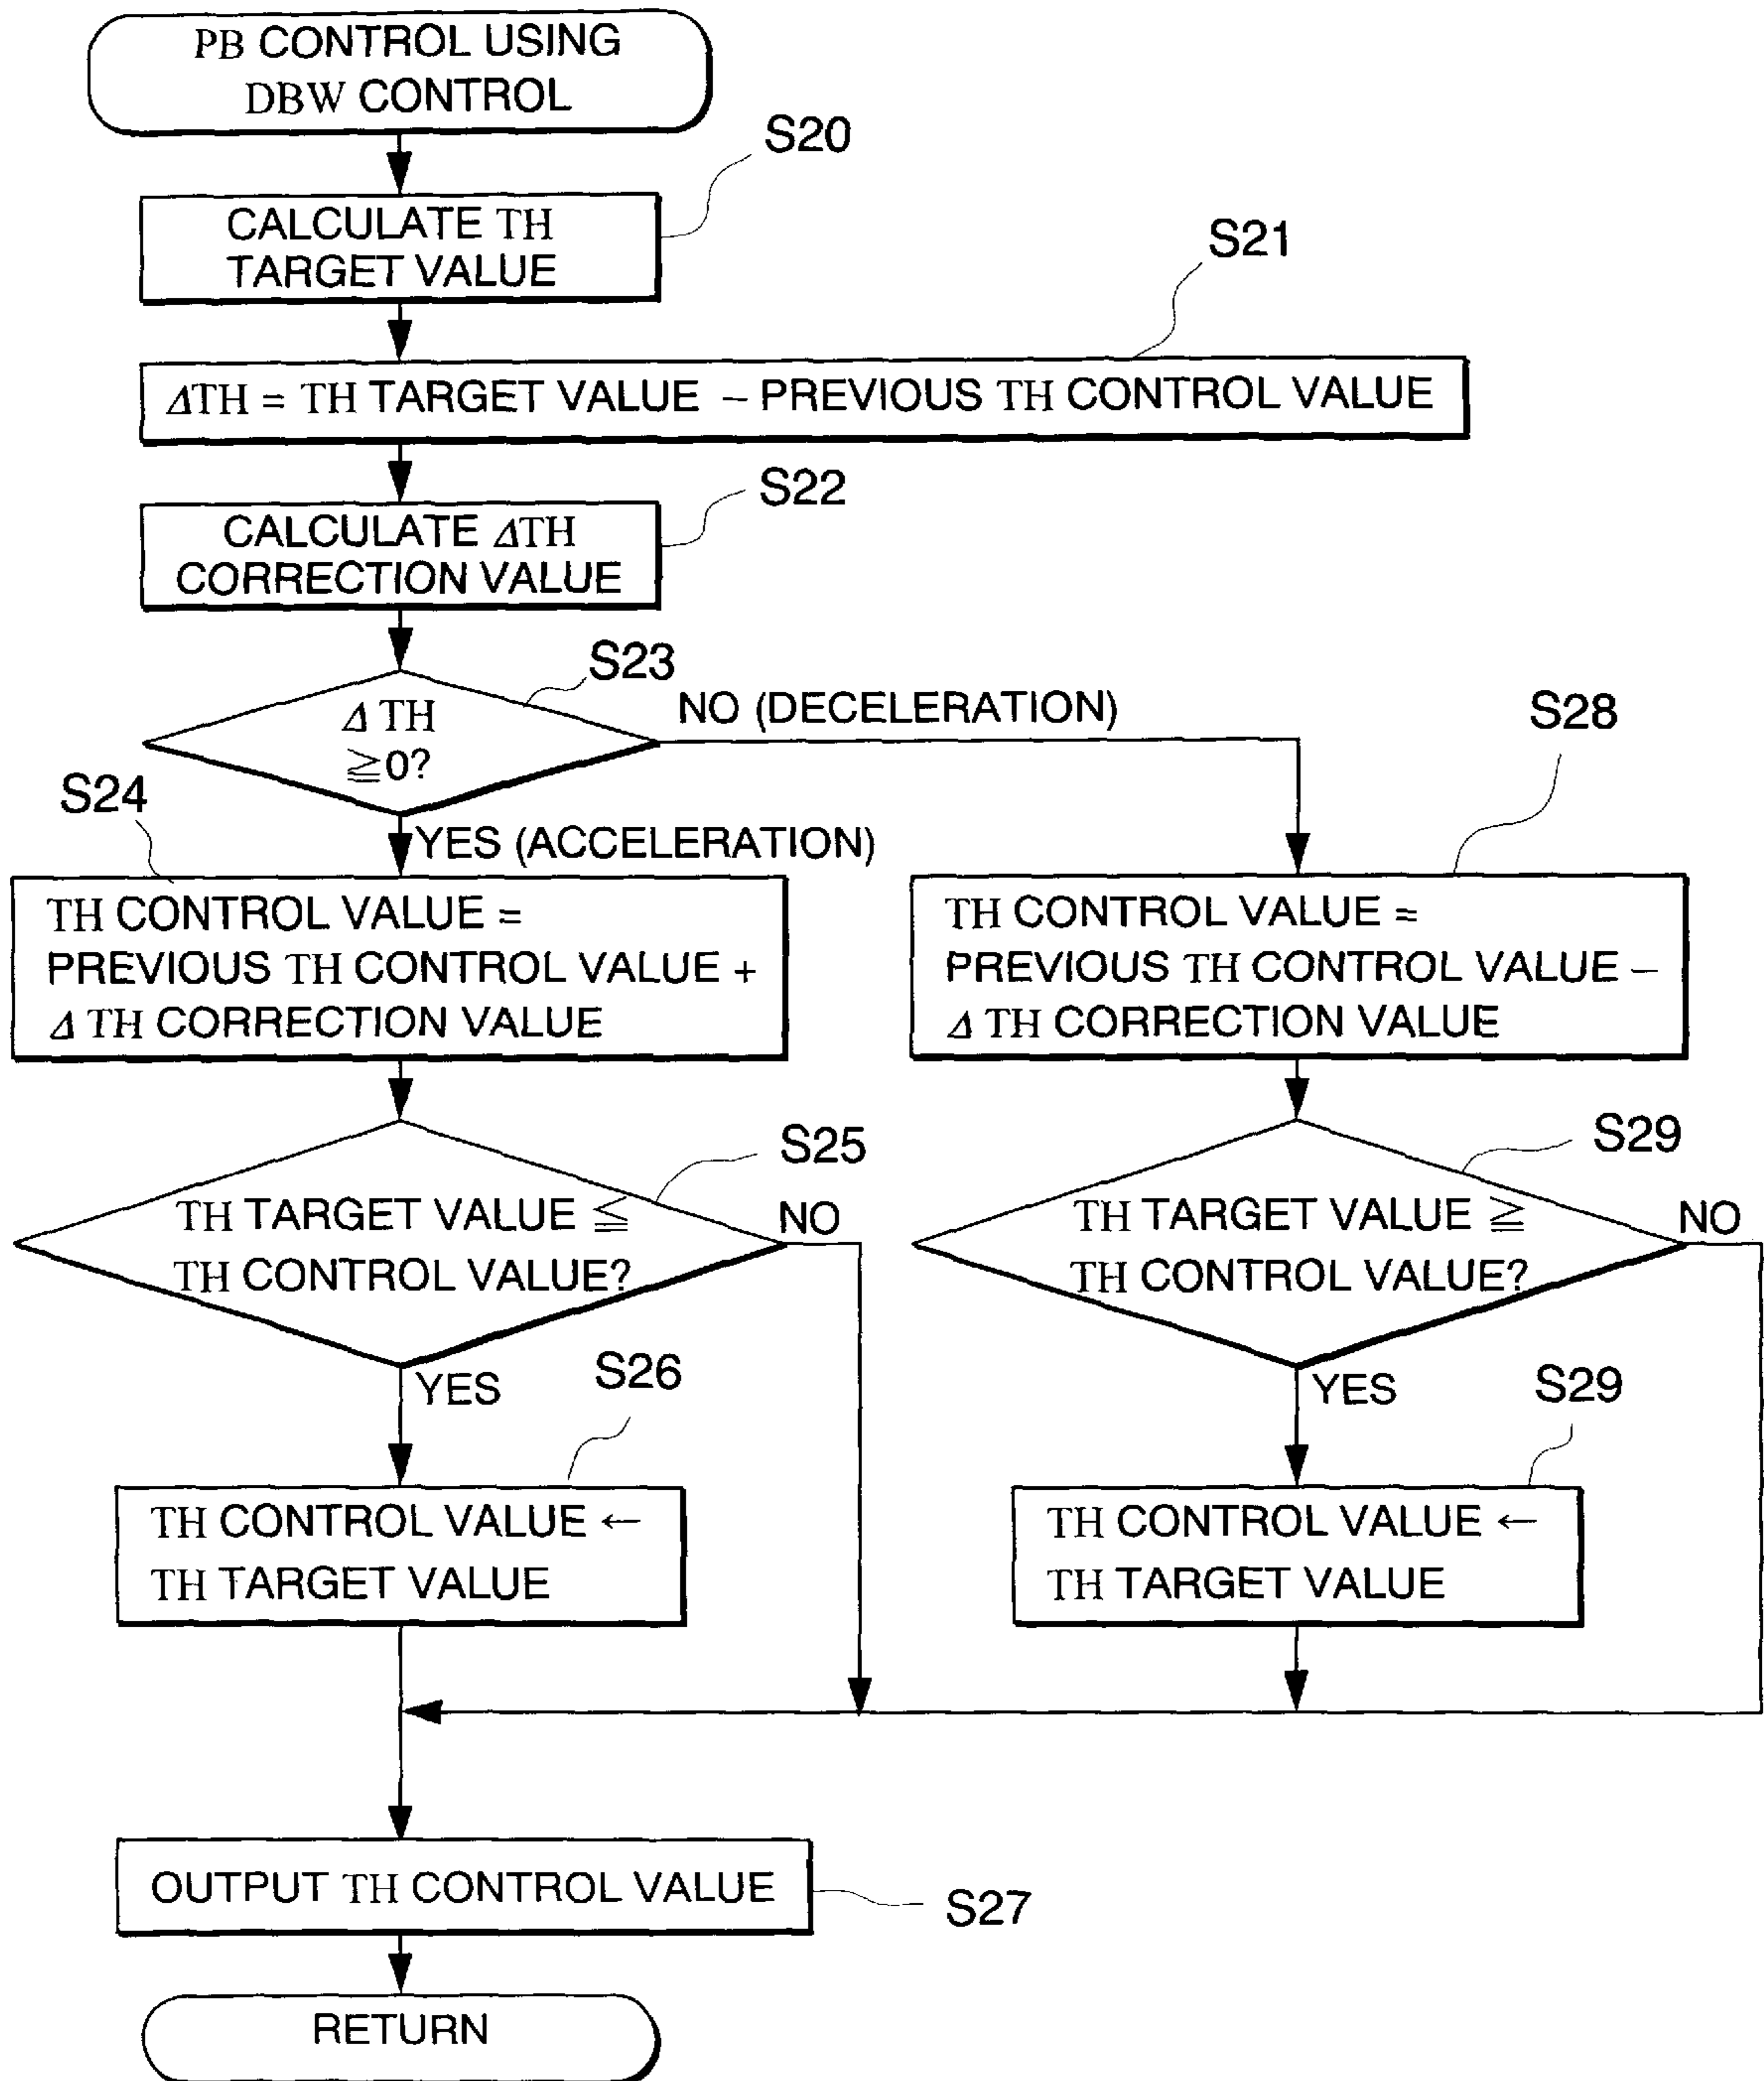 PB CONTROL USING
DBW CONTROL
S20
CALCULATE TH
TARGET VALUE
S21
ΔTH = TH TARGET VALUE – PREVIOUS TH CONTROL VALUE
S22
CALCULATE ΔTH
CORRECTION VALUE
S23
Δ TH
≧0?
NO (DECELERATION)
YES (ACCELERATION)
S24
TH CONTROL VALUE =
PREVIOUS TH CONTROL VALUE +
Δ TH CORRECTION VALUE
S28
TH CONTROL VALUE =
PREVIOUS TH CONTROL VALUE –
Δ TH CORRECTION VALUE
S25
TH TARGET VALUE ≦
TH CONTROL VALUE?
NO
YES
S29
TH TARGET VALUE ≧
TH CONTROL VALUE?
NO
YES
S26
TH CONTROL VALUE ←
TH TARGET VALUE
S29
TH CONTROL VALUE ←
TH TARGET VALUE
OUTPUT TH CONTROL VALUE
S27
RETURN